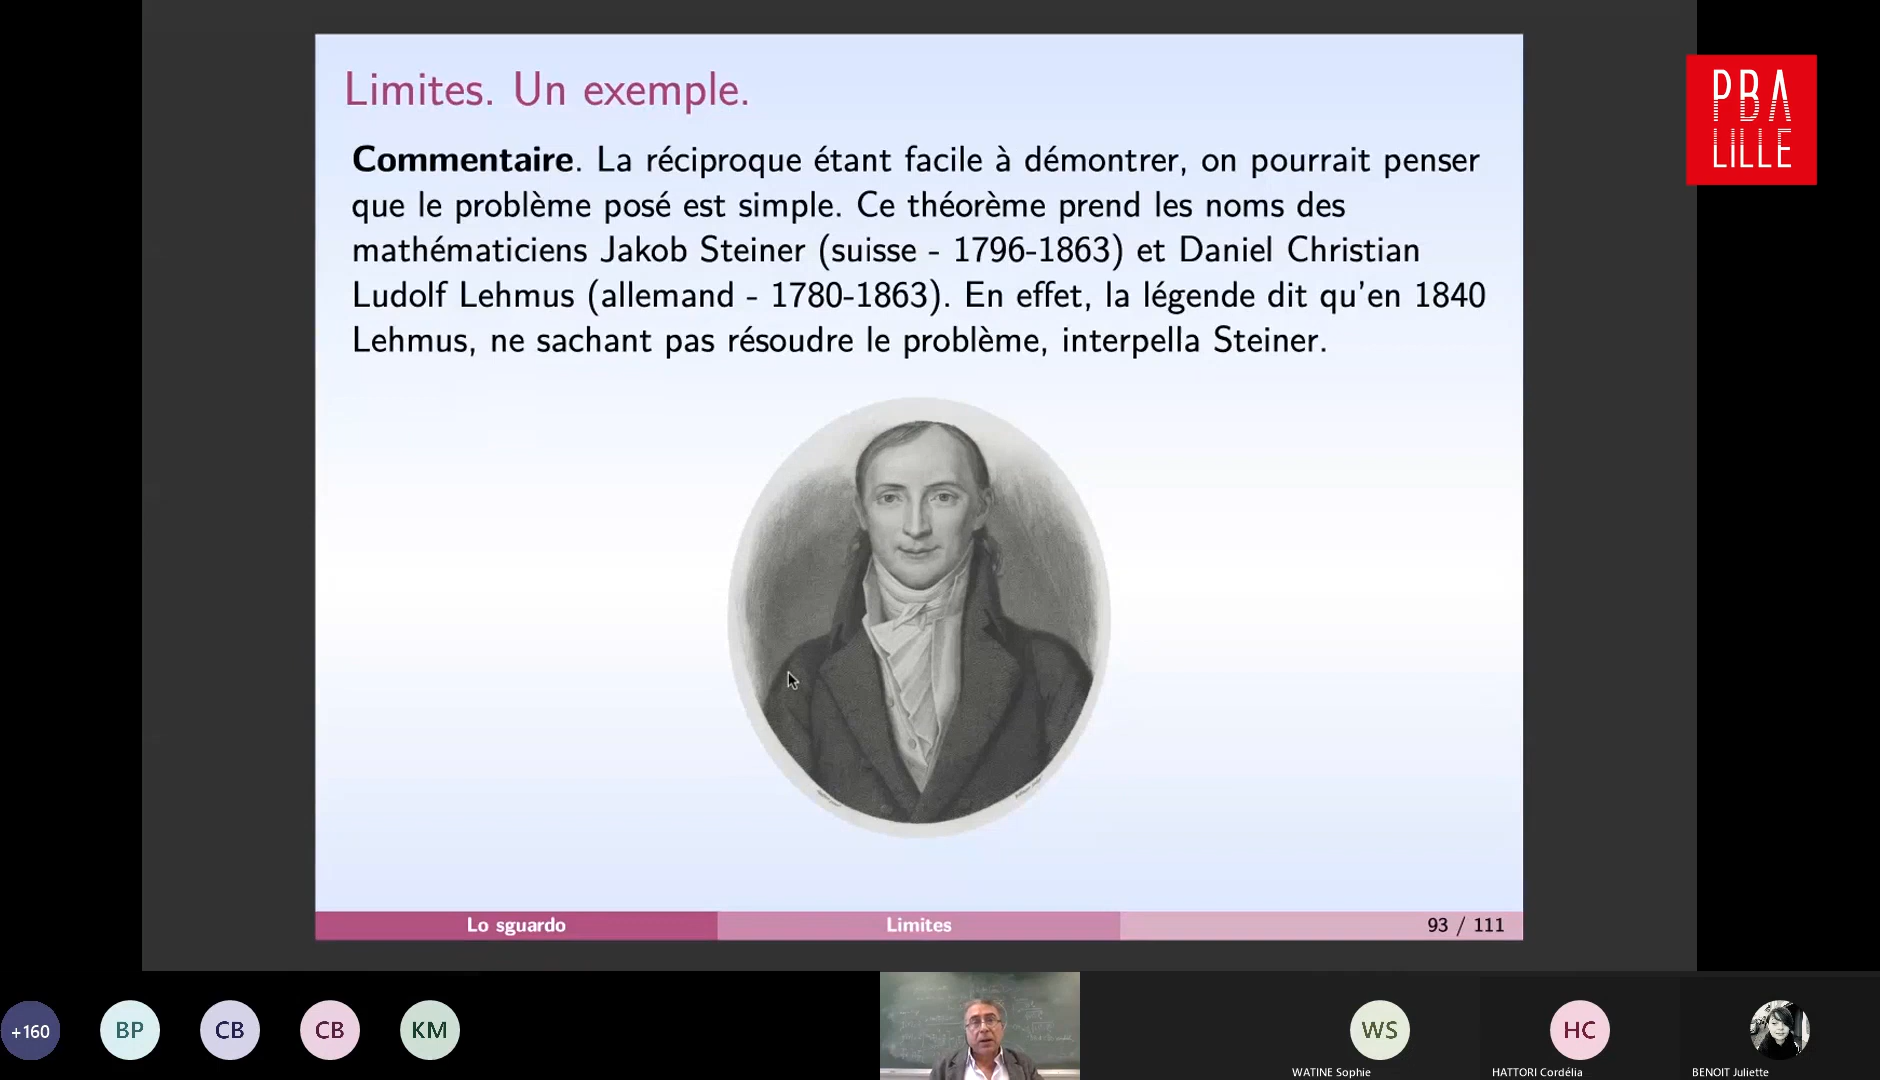 Limites. Un exemple.
Commentaire. La réciproque étant facile à démontrer, on pourrait penser
que le problème posé est simple. Ce théorème prend les noms des
mathématiciens Jakob Steiner (suisse - 1796-1863) et Daniel Christian
Ludolf Lehmus (allemand - 1780-1863). En effet, la légende dit qu'en 1840
Lehmus, ne sachant pas résoudre le problème, interpella Steiner.
PBA
LILLE
Lo sguardo
Limites
93 / 111
+160
BP
CB
CB
KM
WS
HC
WATINE Sophie
HATTORI Cordélia
BENOIT Juliette